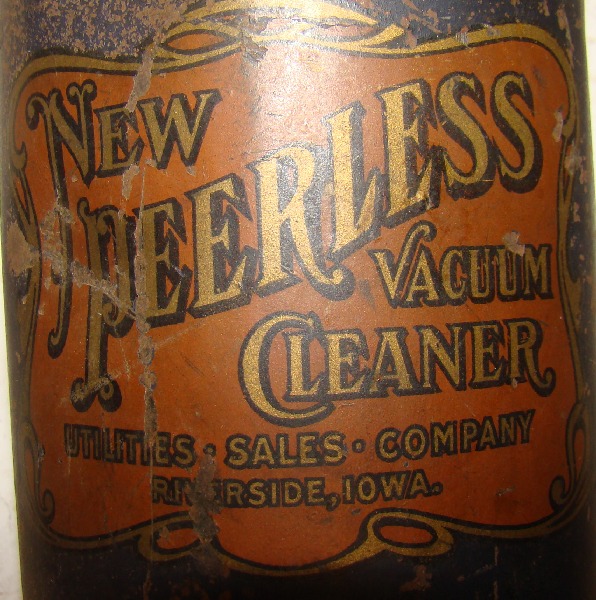 NEW
PEERLESS
VACUUM
CLEANER
UTILITIES · SALES · COMPANY
RIVERSIDE, IOWA.